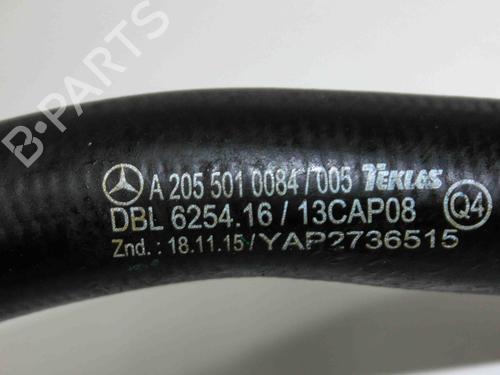 B-PARTS
A 205 501 0084 / 005 TEKLAS
DBL 6254.16 / 13CAP08 Q4
Znd.: 18.11.15 / YAP2736515